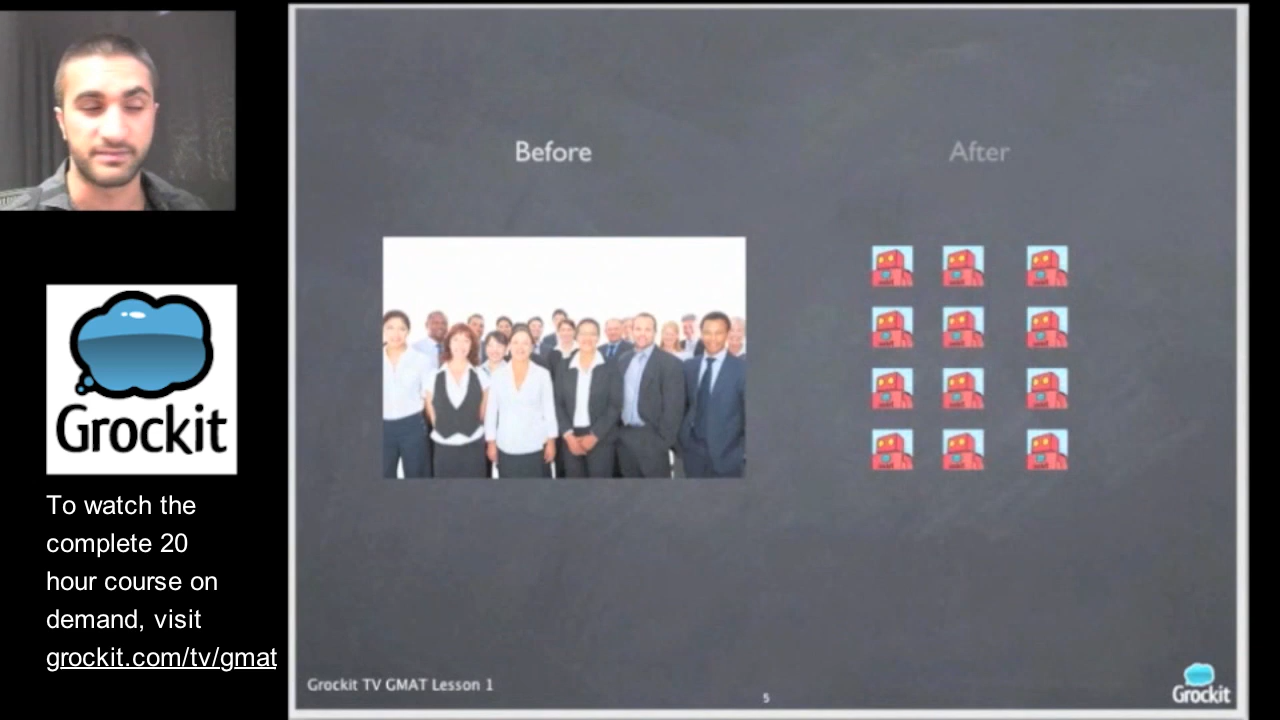 Before
After
Grockit
To watch the
complete 20
hour course on
demand, visit
grockit.com/tv/gmat
Grockit TV GMAT Lesson 1
5
Grockit